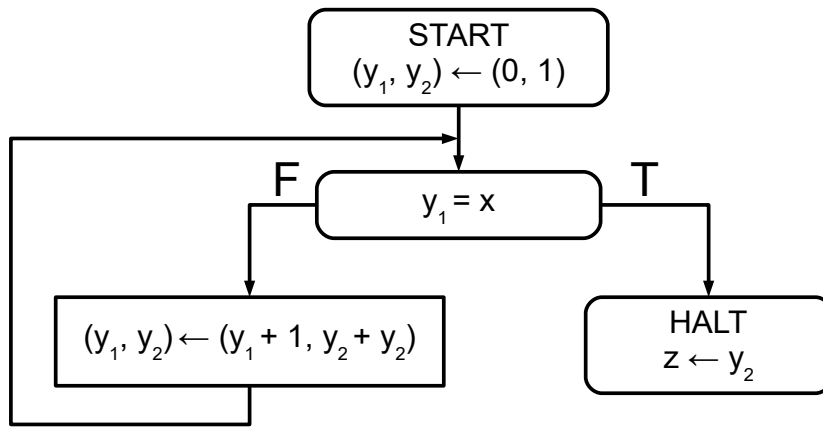 START
(y₁, y₂) ← (0, 1)
F
y₁ = x
T
(y₁, y₂) ← (y₁ + 1, y₂ + y₂)
HALT
z ← y₂